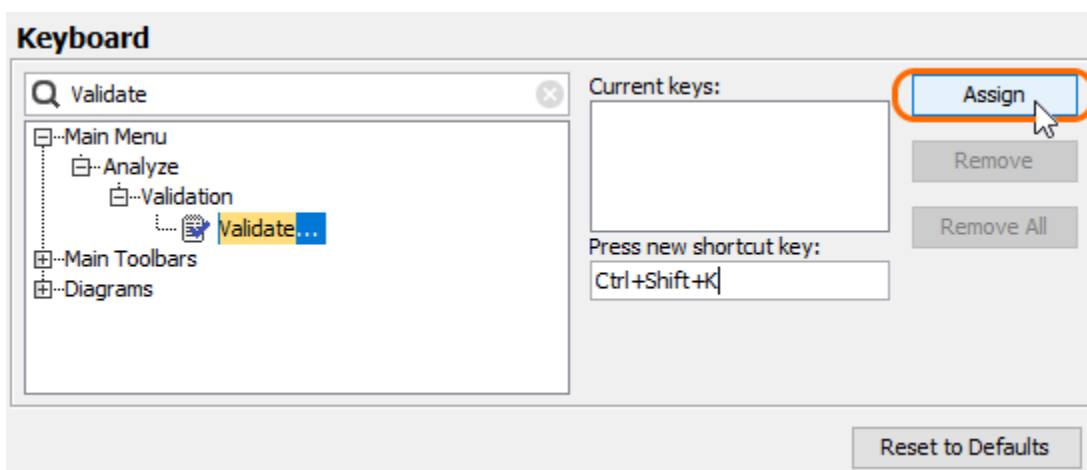 Keyboard
Validate
Main Menu
Analyze
Validation
Validate...
Main Toolbars
Diagrams
Current keys:
Press new shortcut key:
Ctrl+Shift+K
Assign
Remove
Remove All
Reset to Defaults